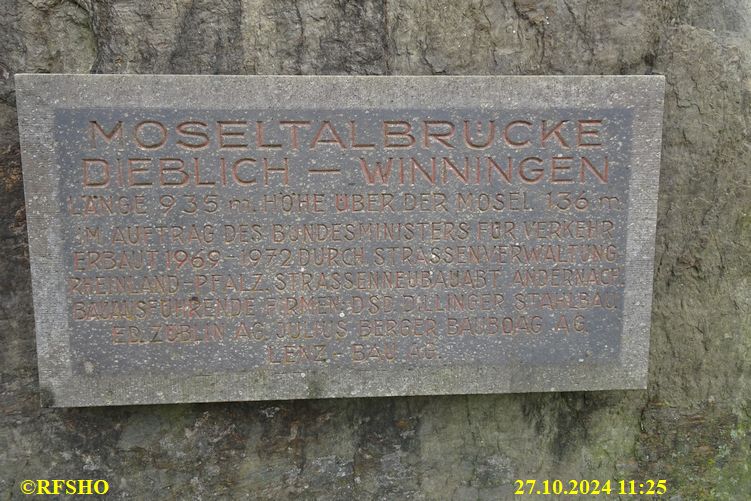 MOSELTALBRÜCKE
DIEBLICH — WINNINGEN
LÄNGE 935 m. HÖHE ÜBER DER MOSEL 136 m
IM AUFTRAG DES BUNDESMINISTERS FÜR VERKEHR
ERBAUT 1969-1972 DURCH STRASSENVERWALTUNG
RHEINLAND-PFALZ. STRASSENNEUBAUABT. ANDERNACH
BAUAUSFÜHRENDE FIRMEN: DSD DILLINGER STAHLBAU.
ED. ZÜBLIN AG. JULIUS BERGER BAUBOAG AG.
LENZ-BAU AG.
©RFSHO
27.10.2024 11:25